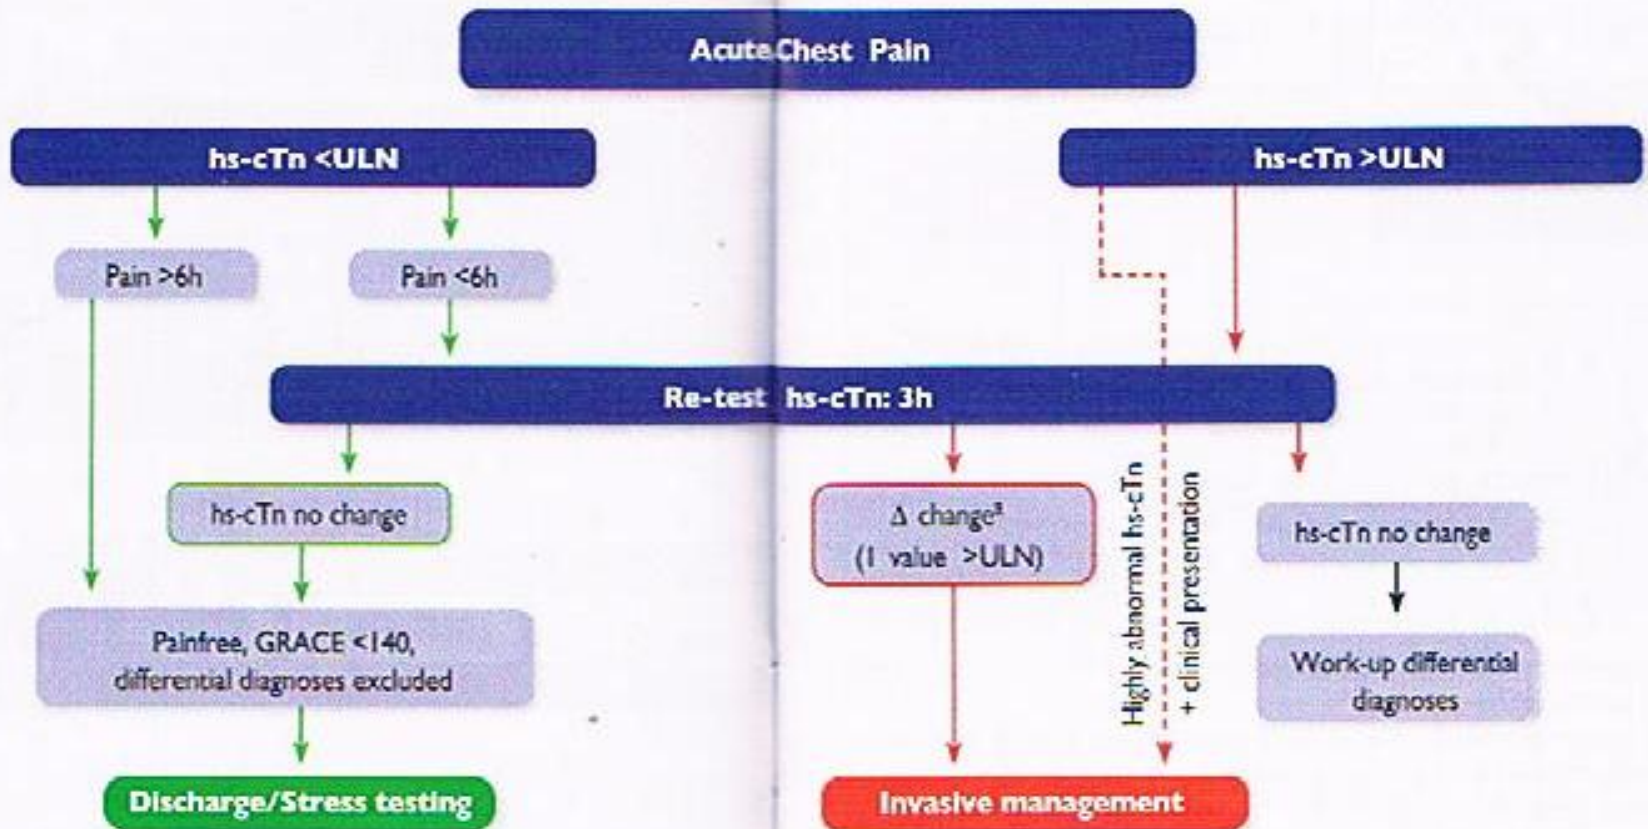 Acute Chest Pain
hs-cTn <ULN
hs-cTn >ULN
Pain >6h
Pain <6h
Re-test hs-cTn: 3h
hs-cTn no change
Δ change
(1 value >ULN)
Highly abnormal hs-cTn
+ clinical presentation
hs-cTn no change
Painfree, GRACE <140,
differential diagnoses excluded
Work-up differential
diagnoses
Discharge/Stress testing
Invasive management